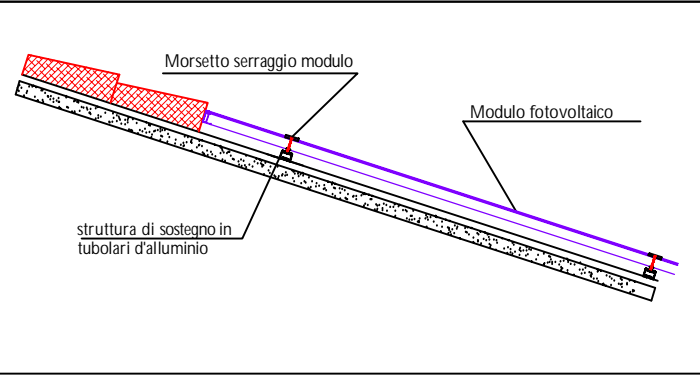 Morsetto serraggio modulo
Modulo fotovoltaico
struttura di sostegno in
tubolari d'alluminio